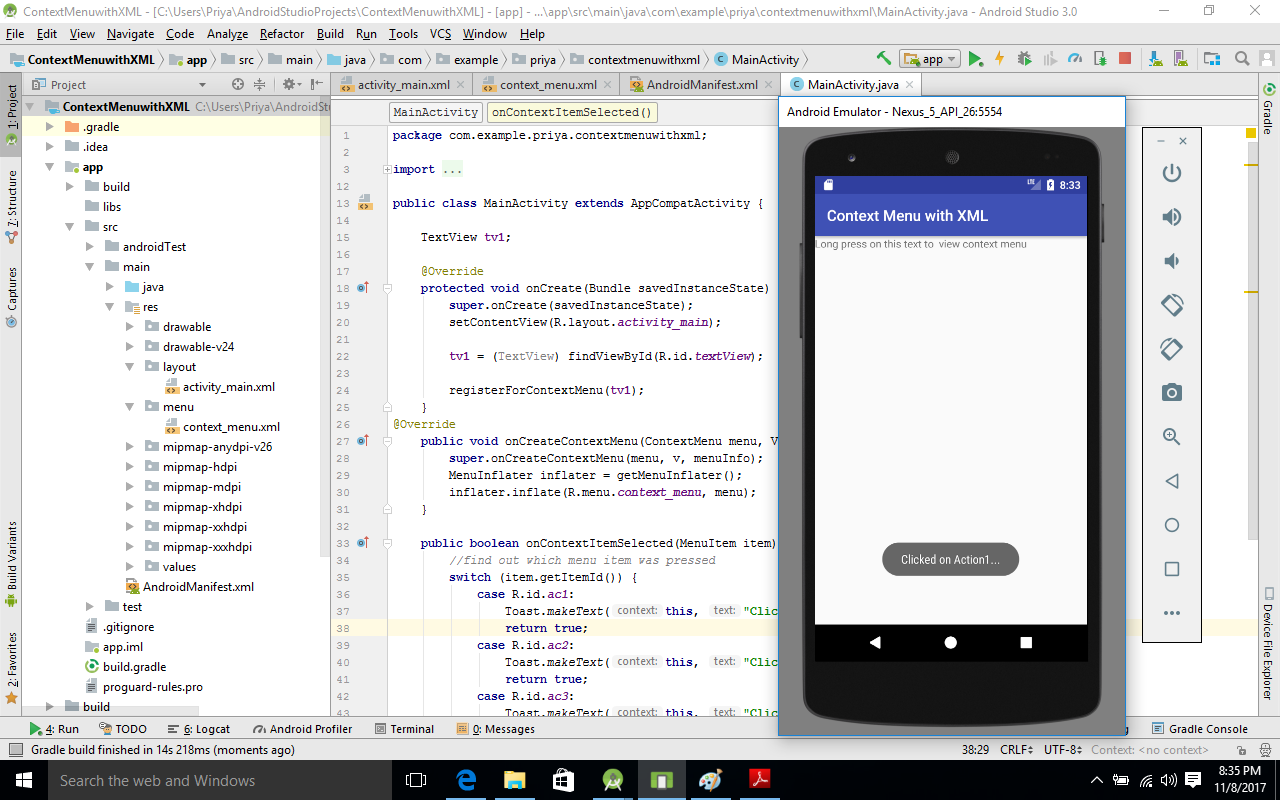 ContextMenuwithXML - [C:\Users\Priya\AndroidStudioProjects\ContextMenuwithXML] - [app] - ...\app\src\main\java\com\example\priya\contextmenuwithxml\MainActivity.java - Android Studio 3.0
File Edit View Navigate Code Analyze Refactor Build Run Tools VCS Window Help
ContextMenuwithXML app src main java com example priya contextmenuwithxml MainActivity app
Project activity_main.xml context_menu.xml AndroidManifest.xml MainActivity.java
1: Project
Z: Structure
Captures
Build Variants
2: Favorites
ContextMenuwithXML C:\Users\Priya\AndroidSt
.gradle
.idea
app
build
libs
src
androidTest
main
java
res
drawable
drawable-v24
layout
activity_main.xml
menu
context_menu.xml
mipmap-anydpi-v26
mipmap-hdpi
mipmap-mdpi
mipmap-xhdpi
mipmap-xxhdpi
mipmap-xxxhdpi
values
AndroidManifest.xml
test
.gitignore
app.iml
build.gradle
proguard-rules.pro
build
MainActivity onContextItemSelected()
1 package com.example.priya.contextmenuwithxml;
2
3 import ...
12
13 public class MainActivity extends AppCompatActivity {
14
15 TextView tv1;
16
17 @Override
18 protected void onCreate(Bundle savedInstanceState)
19 super.onCreate(savedInstanceState);
20 setContentView(R.layout.activity_main);
21
22 tv1 = (TextView) findViewById(R.id.textView);
23
24 registerForContextMenu(tv1);
25 }
26 @Override
27 public void onCreateContextMenu(ContextMenu menu, V
28 super.onCreateContextMenu(menu, v, menuInfo);
29 MenuInflater inflater = getMenuInflater();
30 inflater.inflate(R.menu.context_menu, menu);
31 }
32
33 public boolean onContextItemSelected(MenuItem item)
34 //find out which menu item was pressed
35 switch (item.getItemId()) {
36 case R.id.ac1:
37 Toast.makeText( context: this, text: "Clic
38 return true;
39 case R.id.ac2:
40 Toast.makeText( context: this, text: "Clic
41 return true;
42 case R.id.ac3:
43 Toast.makeText( context: this, text: "Clic
Android Emulator - Nexus_5_API_26:5554
LTE 8:33
Context Menu with XML
Long press on this text to view context menu
Clicked on Action1...
Gradle
Device File Explorer
4: Run TODO 6: Logcat Android Profiler Terminal 0: Messages Gradle Console
Gradle build finished in 14s 218ms (moments ago) 38:29 CRLF UTF-8 Context: <no context>
Search the web and Windows
8:35 PM
11/8/2017